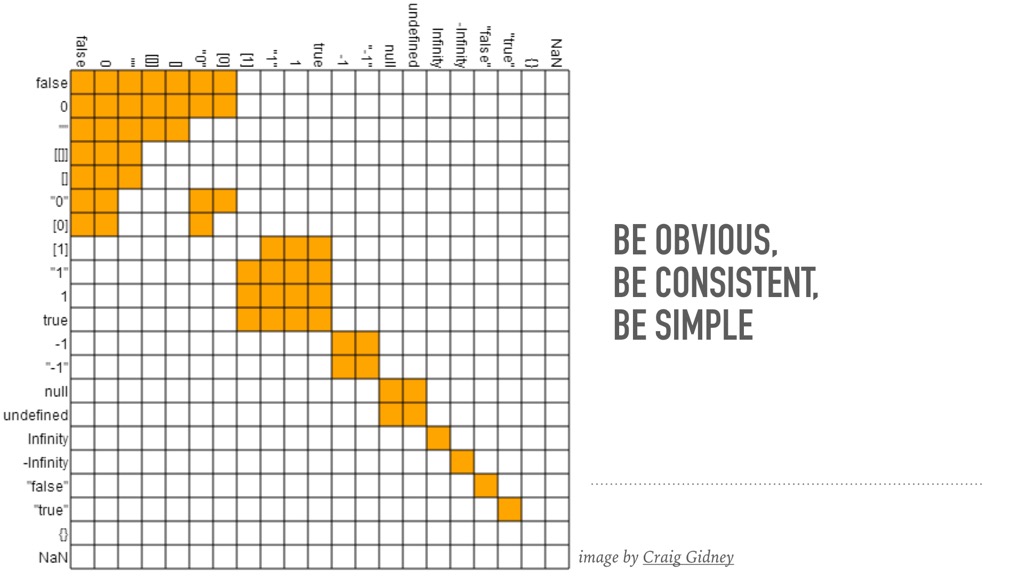 false 0 "" [[]] [] "0" [0] [1] "1" 1 true -1 "-1" null undefined Infinity -Infinity "false" "true" {} NaN
false
0
""
[[]]
[]
"0"
[0]
[1]
"1"
1
true
-1
"-1"
null
undefined
Infinity
-Infinity
"false"
"true"
{}
NaN
BE OBVIOUS,
BE CONSISTENT,
BE SIMPLE
image by Craig Gidney